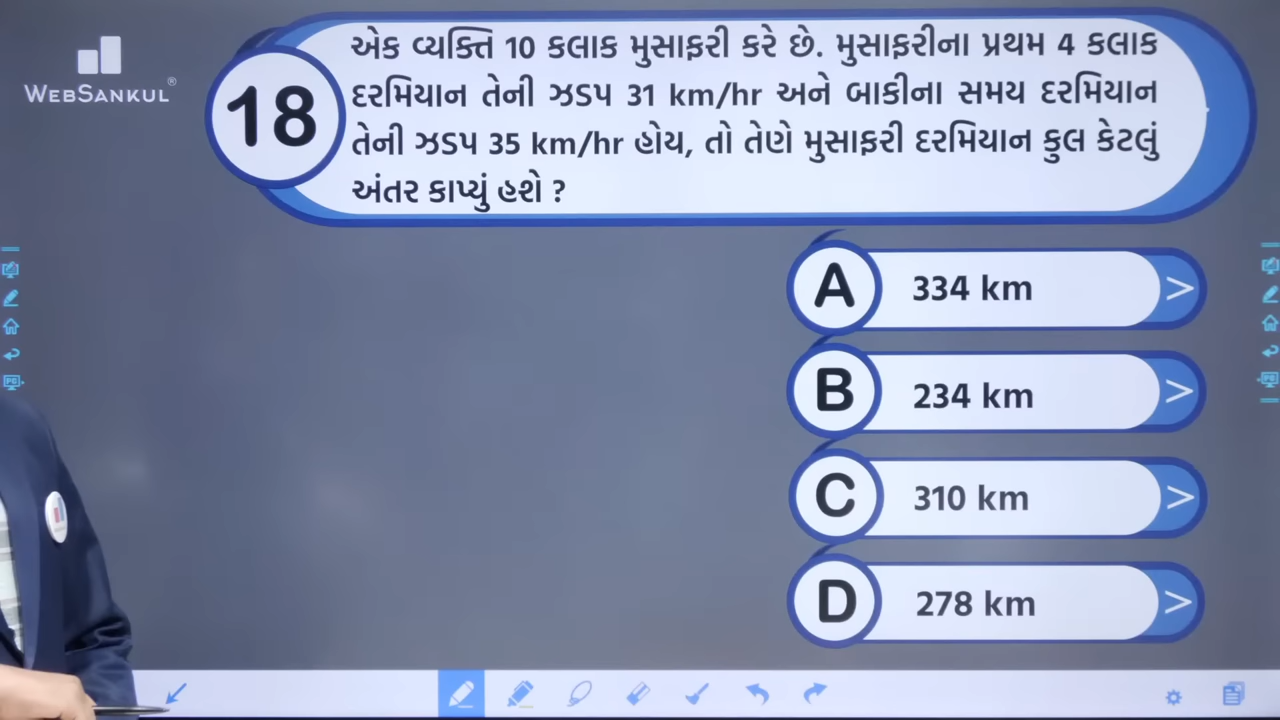 WEBSANKUL®
18
એક વ્યક્તિ 10 કલાક મુસાફરી કરે છે. મુસાફરીના પ્રથમ 4 કલાક
દરમિયાન તેની ઝડપ 31 km/hr અને બાકીના સમય દરમિયાન
તેની ઝડપ 35 km/hr હોય, તો તેણે મુસાફરી દરમિયાન કુલ કેટલું
અંતર કાપ્યું હશે ?
A 334 km >
B 234 km >
C 310 km >
D 278 km >